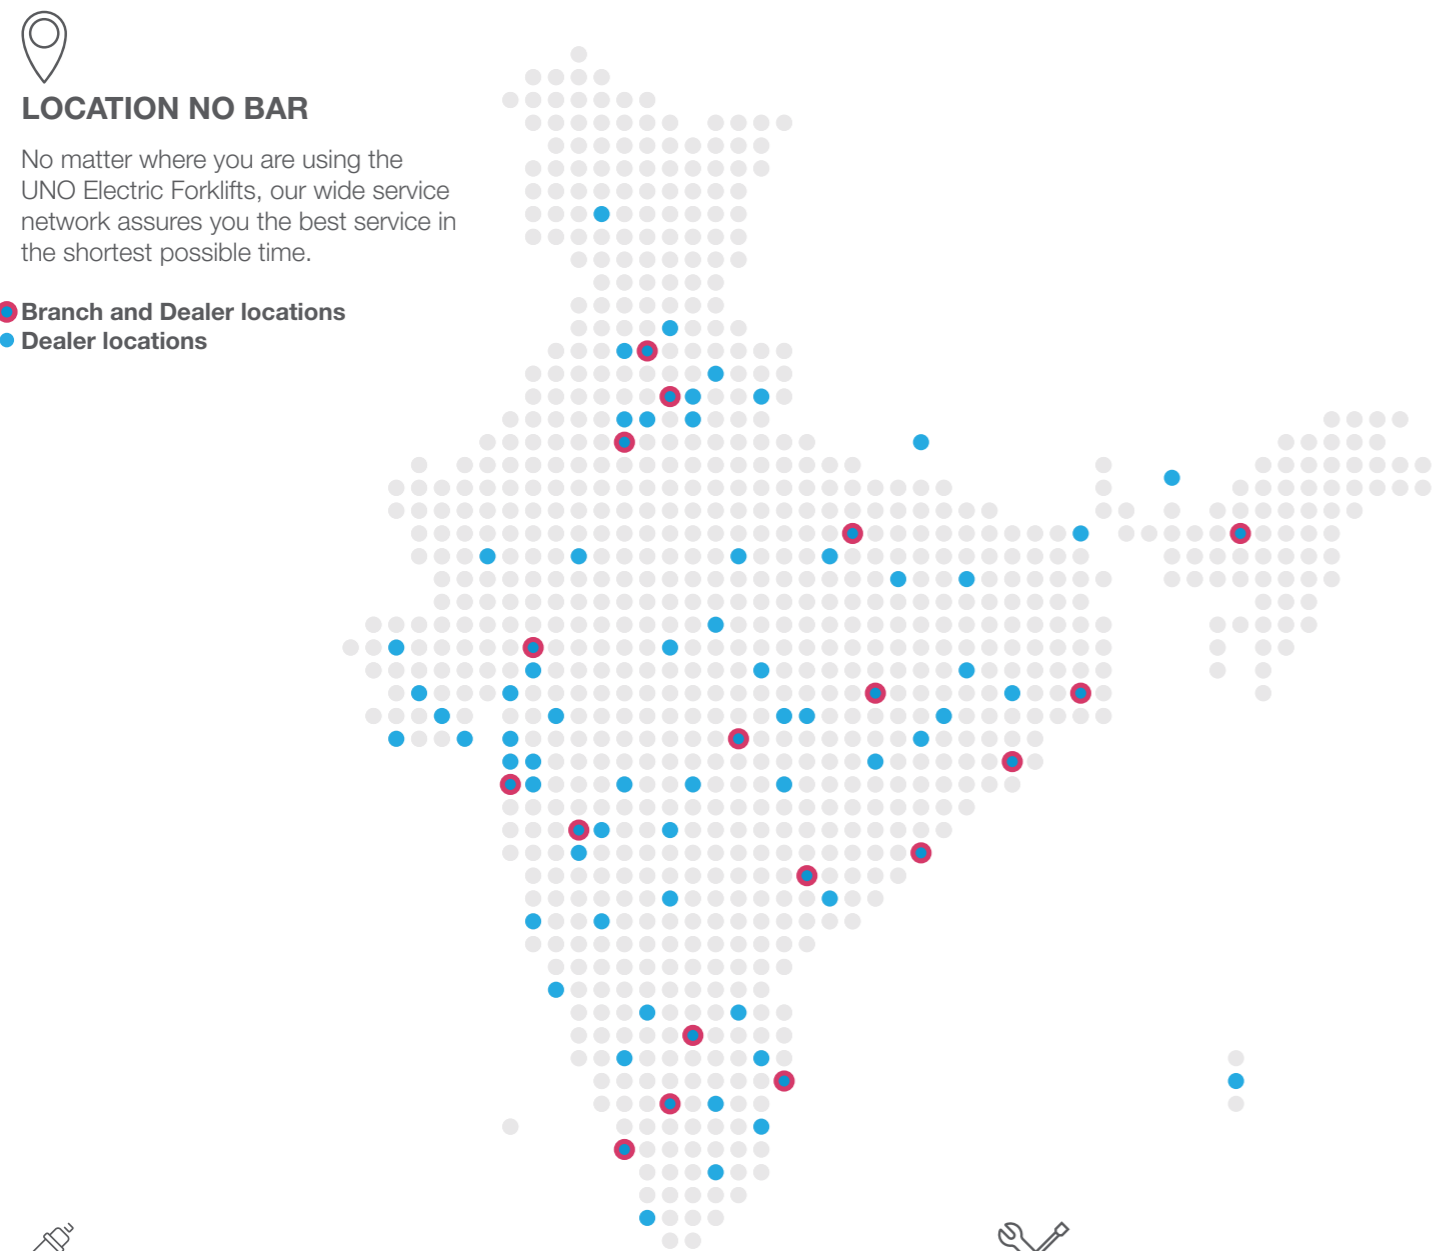 LOCATION NO BAR
No matter where you are using the
UNO Electric Forklifts, our wide service
network assures you the best service in
the shortest possible time.
Branch and Dealer locations
Dealer locations